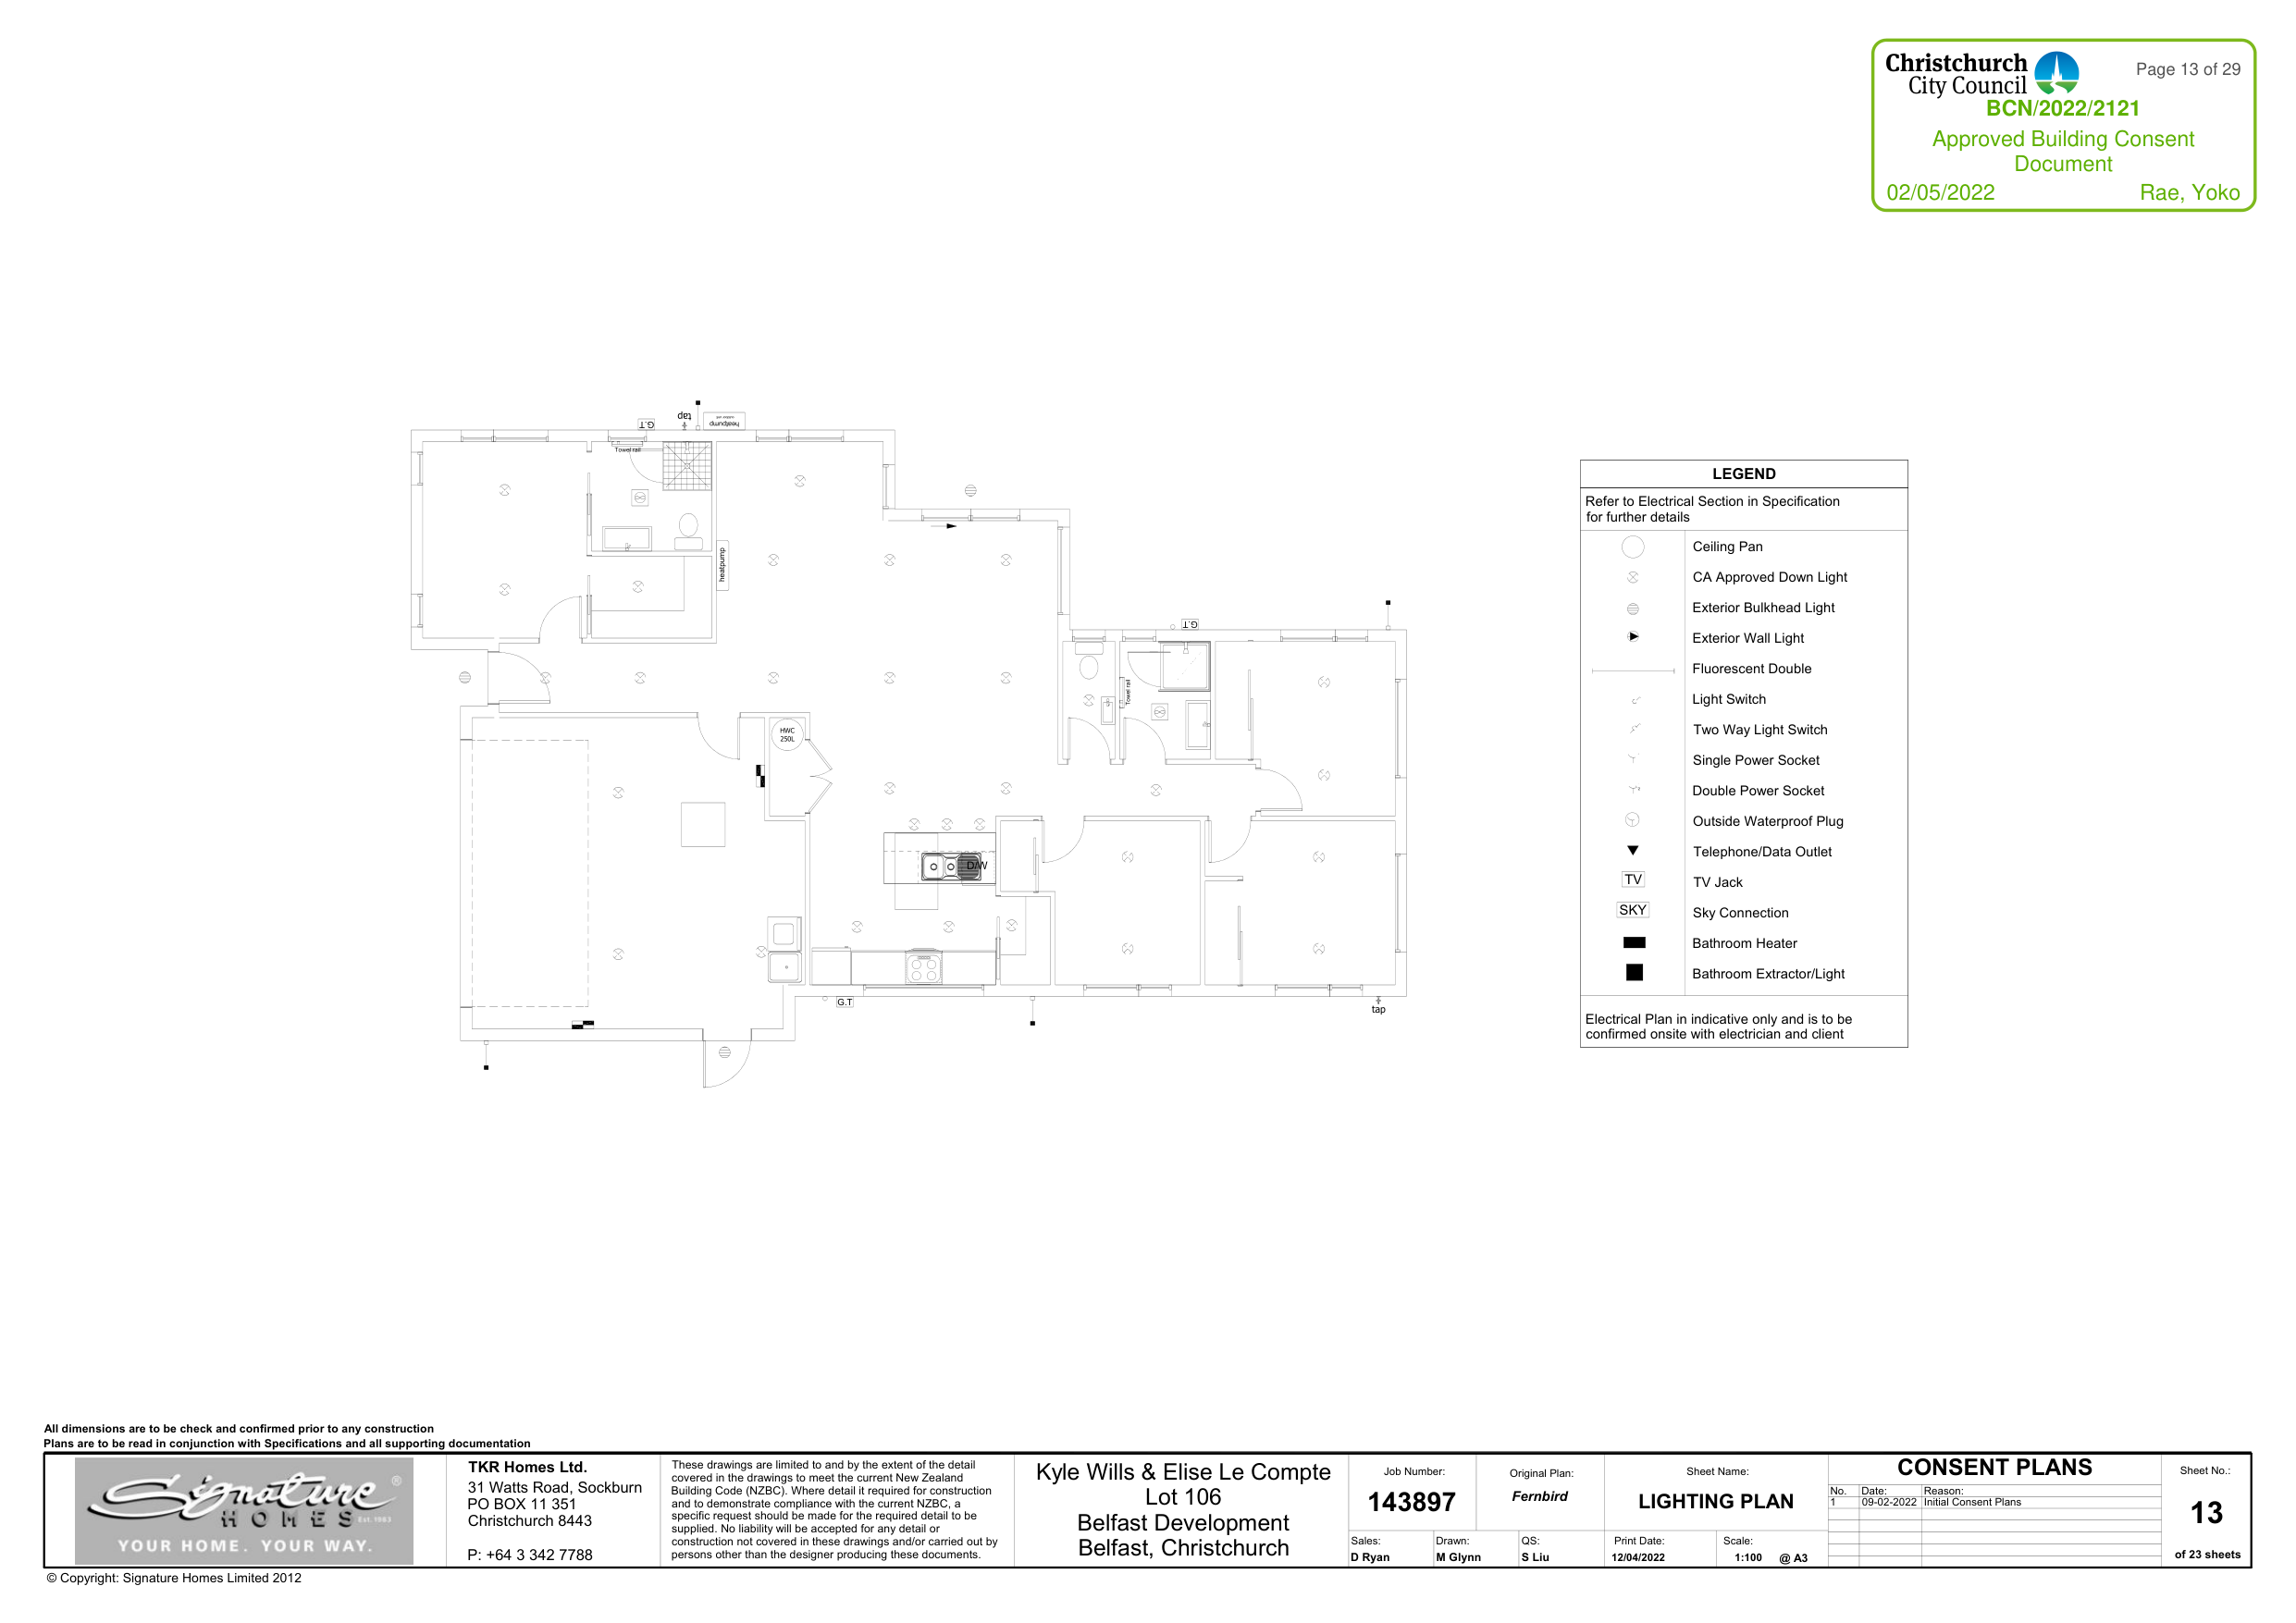 Christchurch
City Council
Page 13 of 29
BCN/2022/2121
Approved Building Consent
Document
02/05/2022 Rae, Yoko
G.T
tap
heatpump
Towel rail
heatpump
G.T
Towel rail
HWC
250L
D/W
G.T
tap
LEGEND
Refer to Electrical Section in Specification
for further details
Ceiling Pan
CA Approved Down Light
Exterior Bulkhead Light
Exterior Wall Light
Fluorescent Double
Light Switch
Two Way Light Switch
Single Power Socket
Double Power Socket
Outside Waterproof Plug
Telephone/Data Outlet
TV TV Jack
SKY Sky Connection
Bathroom Heater
Bathroom Extractor/Light
Electrical Plan in indicative only and is to be
confirmed onsite with electrician and client
All dimensions are to be check and confirmed prior to any construction
Plans are to be read in conjunction with Specifications and all supporting documentation
Signature ®
HOMES Est. 1983
YOUR HOME. YOUR WAY.
TKR Homes Ltd.
31 Watts Road, Sockburn
PO BOX 11 351
Christchurch 8443
P: +64 3 342 7788
These drawings are limited to and by the extent of the detail
covered in the drawings to meet the current New Zealand
Building Code (NZBC). Where detail it required for construction
and to demonstrate compliance with the current NZBC, a
specific request should be made for the required detail to be
supplied. No liability will be accepted for any detail or
construction not covered in these drawings and/or carried out by
persons other than the designer producing these documents.
Kyle Wills & Elise Le Compte
Lot 106
Belfast Development
Belfast, Christchurch
Job Number:
143897
Original Plan:
Fernbird
Sales:
D Ryan
Drawn:
M Glynn
QS:
S Liu
Sheet Name:
LIGHTING PLAN
Print Date:
12/04/2022
Scale:
1:100 @ A3
CONSENT PLANS
No. Date: Reason:
1 09-02-2022 Initial Consent Plans
Sheet No.:
13
of 23 sheets
© Copyright: Signature Homes Limited 2012